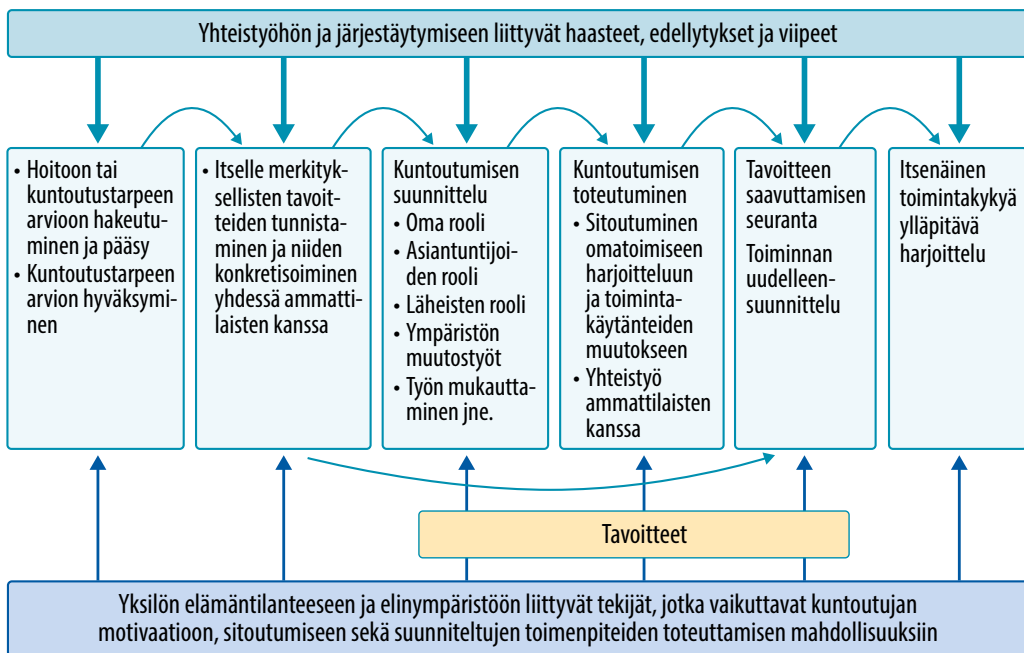 Yhteistyöhön ja järjestäytymiseen liittyvät haasteet, edellytykset ja viipeet
• Hoitoon tai
kuntoutustarpeen
arvioon hakeutu-
minen ja pääsy
• Kuntoutustarpeen
arvion hyväksymi-
nen
• Itselle merkityk-
sellisten tavoit-
teiden tunnista-
minen ja niiden
konkretisoiminen
yhdessä ammatti-
laisten kanssa
Kuntoutumisen
suunnittelu
• Oma rooli
• Asiantuntijoi-
den rooli
• Läheisten rooli
• Ympäristön
muutostyöt
• Työn mukautta-
minen jne.
Kuntoutumisen
toteutuminen
• Sitoutuminen
omatoimiseen
harjoitteluun
ja toiminta-
käytänteiden
muutokseen
• Yhteistyö
ammattilaisten
kanssa
Tavoitteen
saavuttamisen
seuranta
Toiminnan
uudelleen-
suunnittelu
Itsenäinen
toimintakykyä
ylläpitävä
harjoittelu
Tavoitteet
Yksilön elämäntilanteeseen ja elinympäristöön liittyvät tekijät, jotka vaikuttavat kuntoutujan
motivaatioon, sitoutumiseen sekä suunniteltujen toimenpiteiden toteuttamisen mahdollisuuksiin